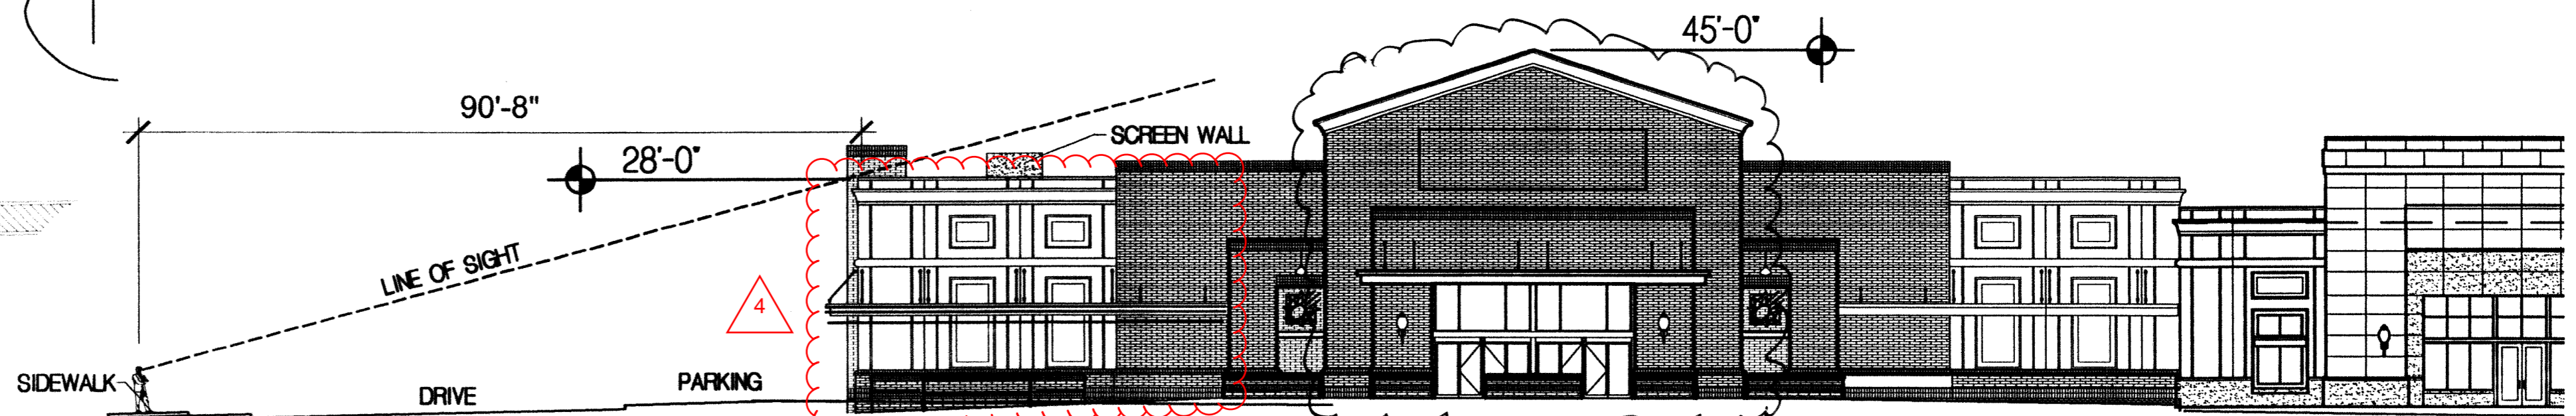 45'-0"
90'-8"
SCREEN WALL
28'-0"
LINE OF SIGHT
4
SIDEWALK
DRIVE
PARKING